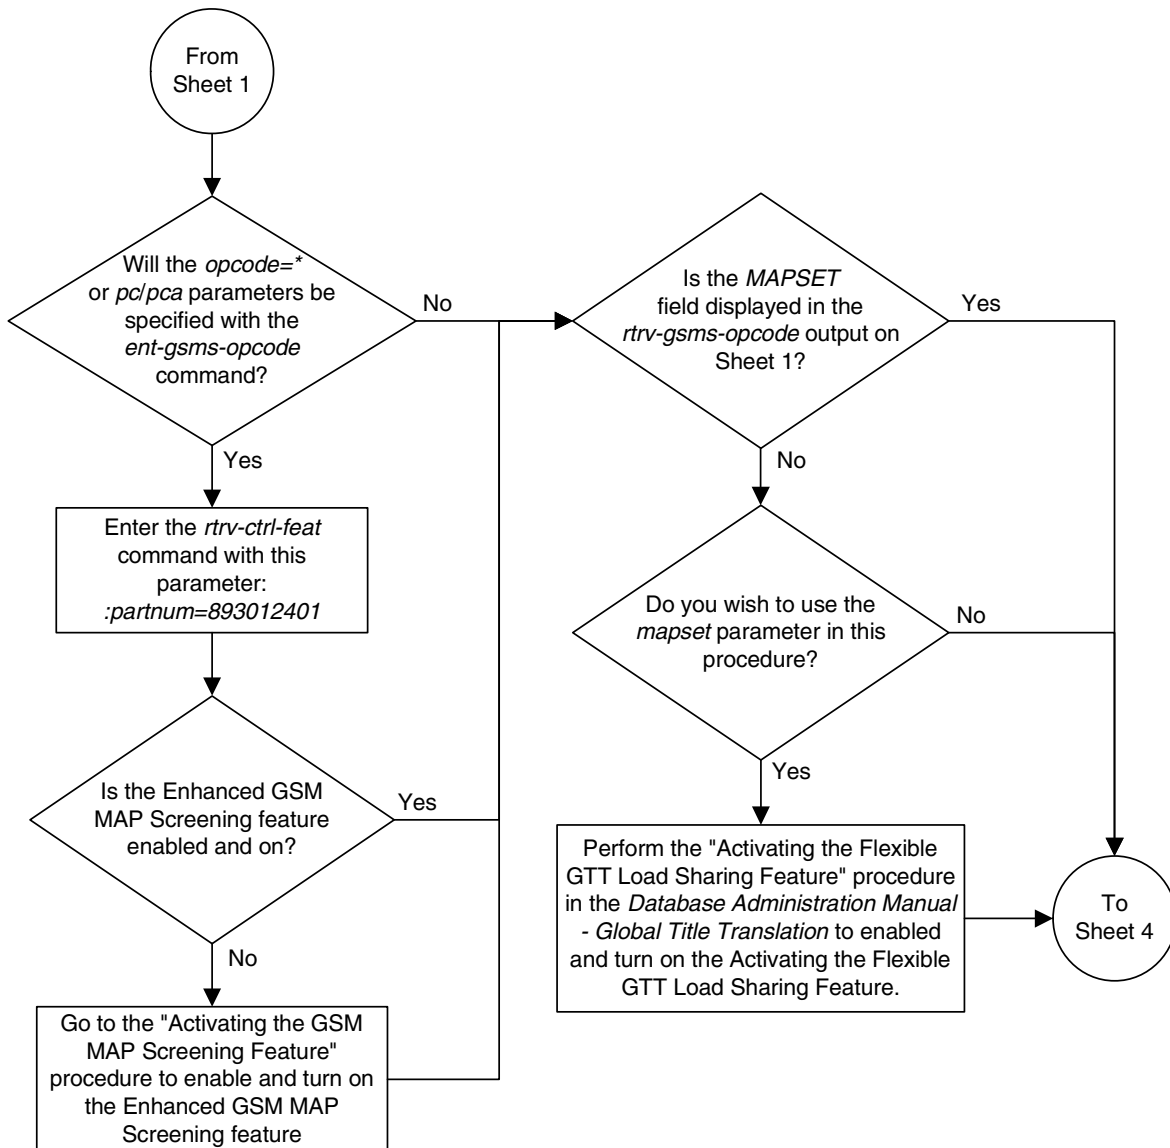 From
Sheet 1
Will the opcode=*
or pc/pca parameters be
specified with the
ent-gsms-opcode
command?
No
Yes
Enter the rtrv-ctrl-feat
command with this
parameter:
:partnum=893012401
Is the Enhanced GSM
MAP Screening feature
enabled and on?
Yes
No
Go to the "Activating the GSM
MAP Screening Feature"
procedure to enable and turn on
the Enhanced GSM MAP
Screening feature
Is the MAPSET
field displayed in the
rtrv-gsms-opcode output on
Sheet 1?
Yes
No
Do you wish to use the
mapset parameter in this
procedure?
No
Yes
Perform the "Activating the Flexible
GTT Load Sharing Feature" procedure
in the Database Administration Manual
- Global Title Translation to enabled
and turn on the Activating the Flexible
GTT Load Sharing Feature.
To
Sheet 4